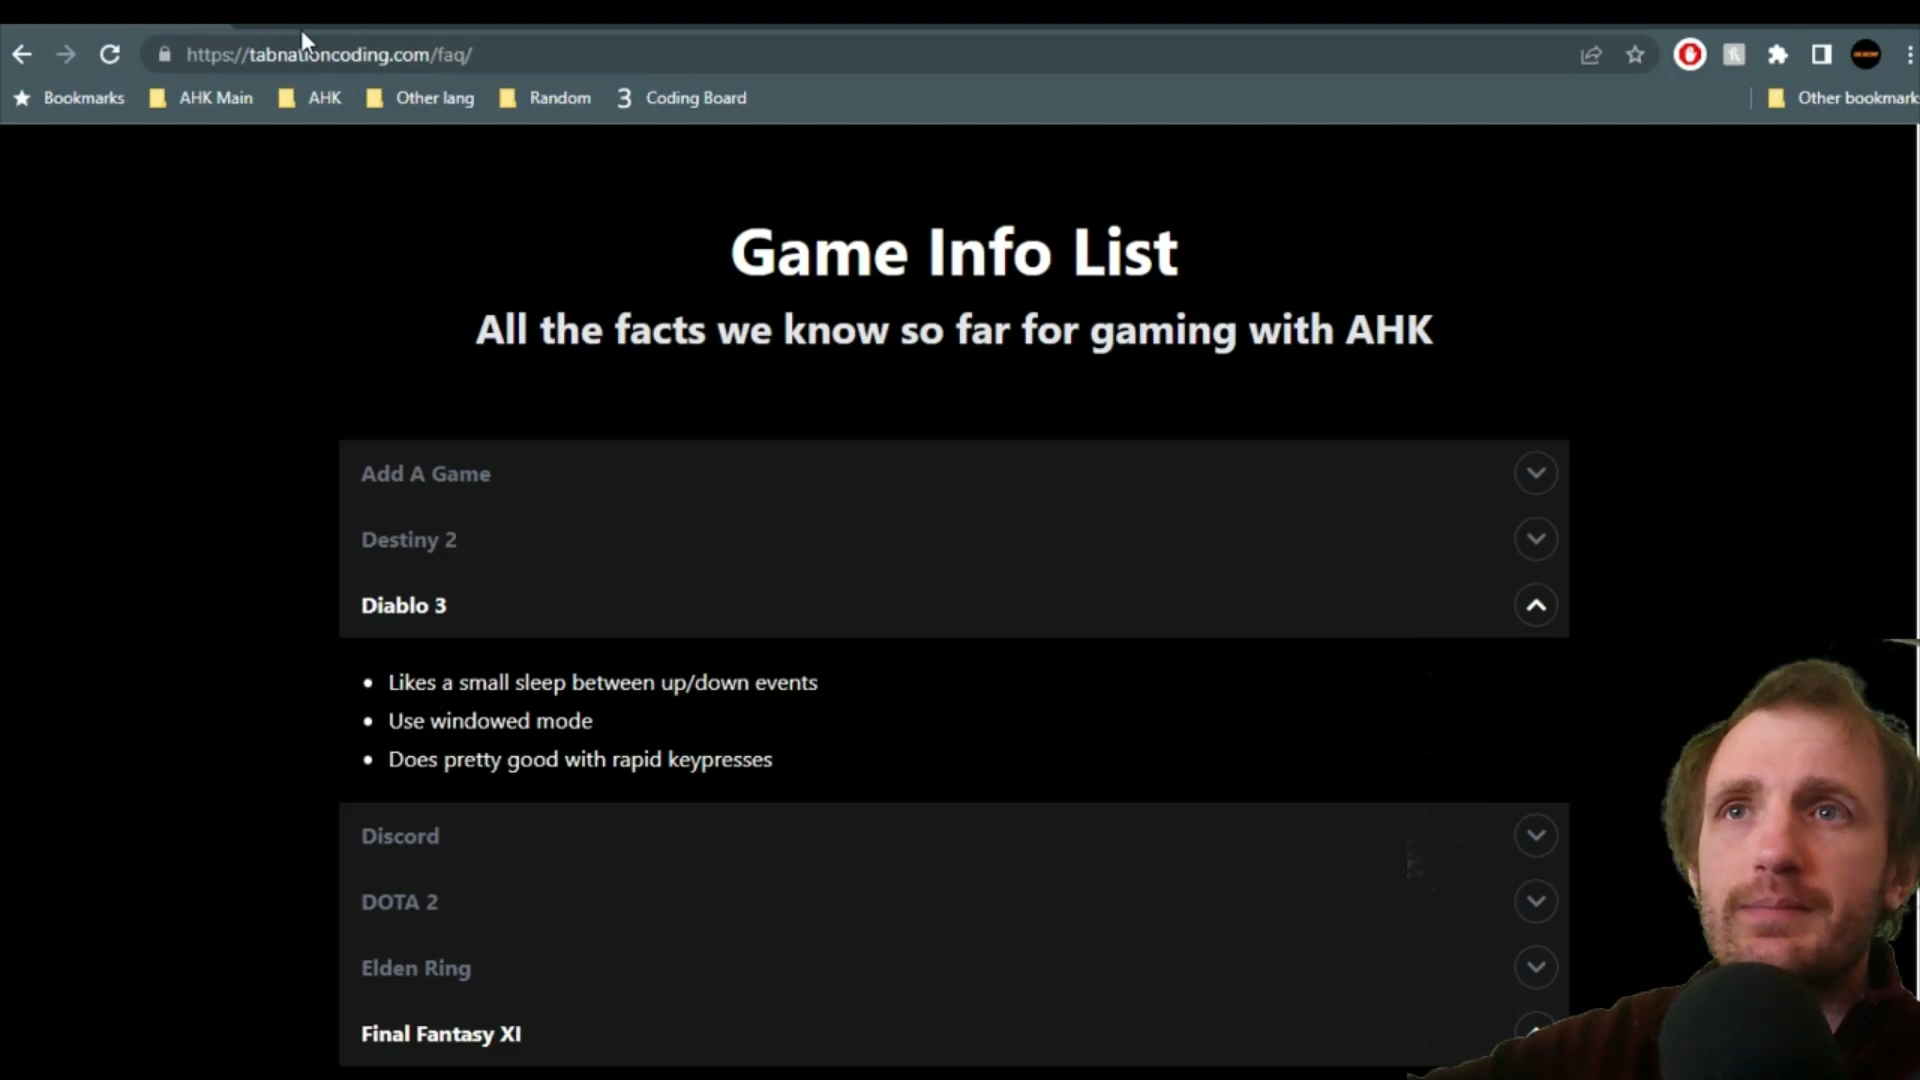 https://tabnationcoding.com/faq/
Bookmarks AHK Main AHK Other lang Random 3 Coding Board Other bookmark
Game Info List
All the facts we know so far for gaming with AHK
Add A Game
Destiny 2
Diablo 3
• Likes a small sleep between up/down events
• Use windowed mode
• Does pretty good with rapid keypresses
Discord
DOTA 2
Elden Ring
Final Fantasy XI